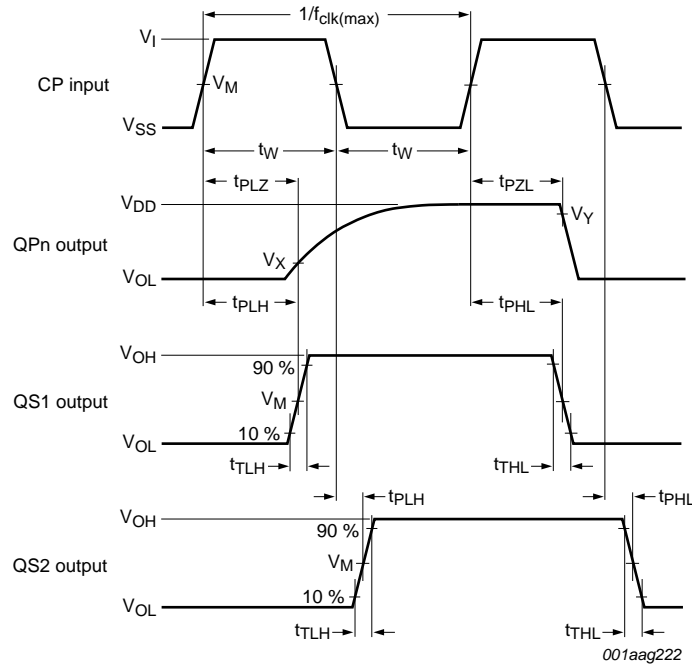 1/fclk(max)
VI
CP input
VM
VSS
tW
tW
tPLZ
tPZL
VDD
VY
QPn output
VX
VOL
tPLH
tPHL
VOH
90 %
QS1 output
VM
10 %
VOL
tTLH
tTHL
tPLH
tPHL
VOH
90 %
QS2 output
VM
10 %
VOL
tTLH
tTHL
001aag222